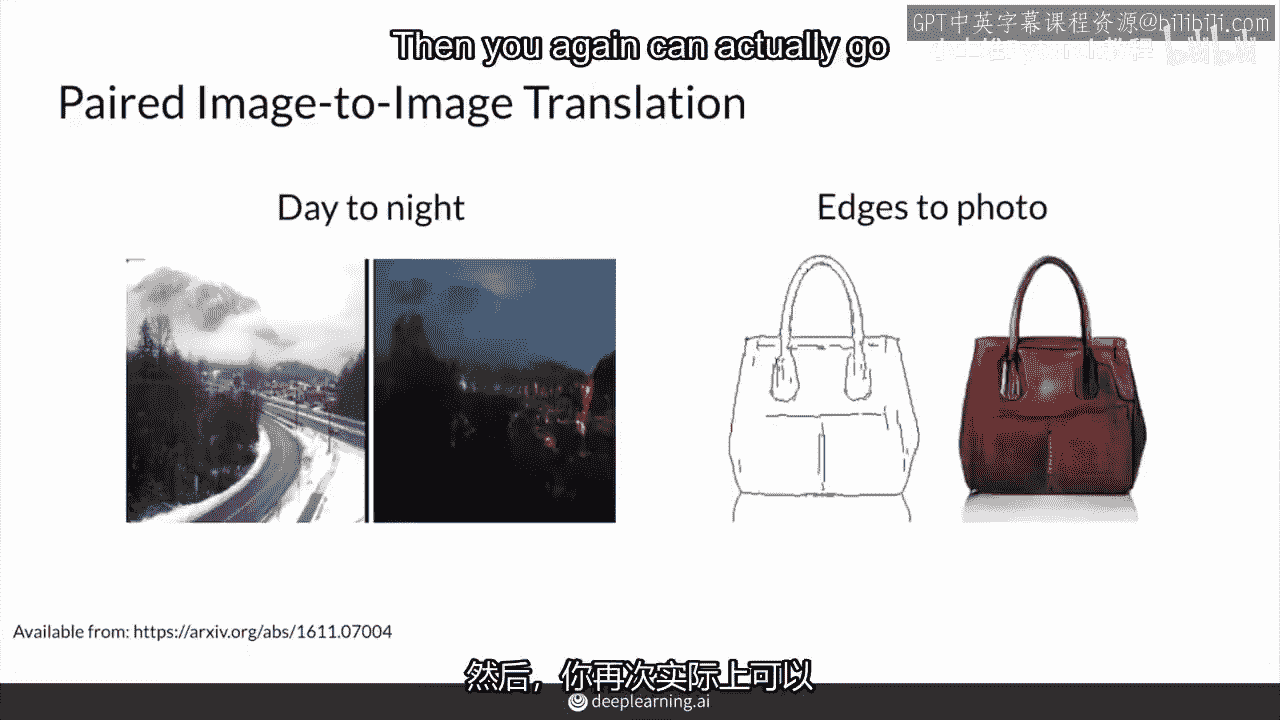 GPT中英字幕课程资源@bilibili.com
Then you again can actually go
Paired Image-to-Image Translation
Day to night
Edges to photo
Available from: https://arxiv.org/abs/1611.07004
然后，你再次实际上可以
deeplearning.ai